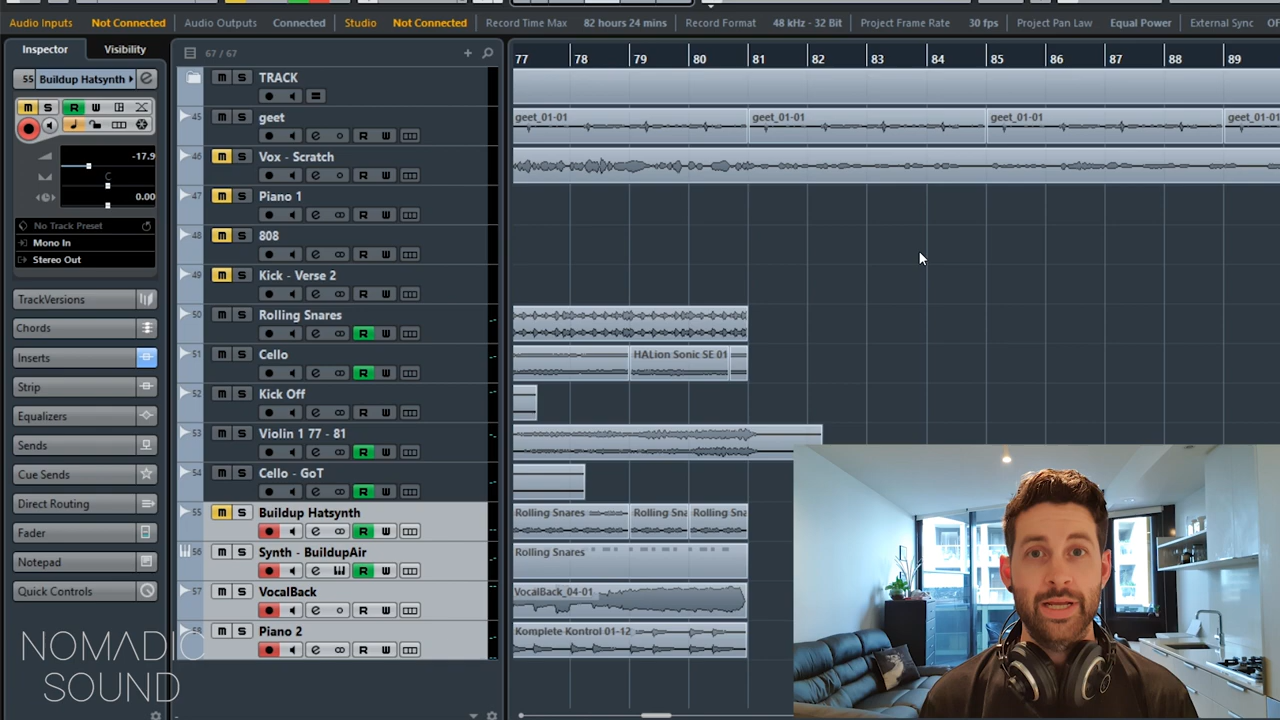 Audio Inputs Not Connected Audio Outputs Connected Studio Not Connected Record Time Max 82 hours 24 mins Record Format 48 kHz - 32 Bit Project Frame Rate 30 fps Project Pan Law Equal Power External Sync
Inspector Visibility 67 / 67
77 78 79 80 81 82 83 84 85 86 87 88 89
55 Buildup Hatsynth
M S R W
-17.9
C
0.00
No Track Preset
Mono In
Stereo Out
TrackVersions
Chords
Inserts
Strip
Equalizers
Sends
Cue Sends
Direct Routing
Fader
Notepad
Quick Controls
M S TRACK
45 M S geet
e R W
46 M S Vox - Scratch
e R W
47 M S Piano 1
e R W
48 M S 808
e R W
49 M S Kick - Verse 2
e R W
50 M S Rolling Snares
e R W
51 M S Cello
e R W
52 M S Kick Off
e R W
53 M S Violin 1 77 - 81
e R W
54 M S Cello - GoT
e R W
55 M S Buildup Hatsynth
e R W
56 M S Synth - BuildupAir
e R W
57 M S VocalBack
e R W
M S Piano 2
e R W
geet_01-01 geet_01-01 geet_01-01 geet_01-01
HALion Sonic SE 01
Rolling Snares Rolling Sna Rolling Sna
Rolling Snares
VocalBack_04-01
Komplete Kontrol 01-12
NOMADIC
SOUND